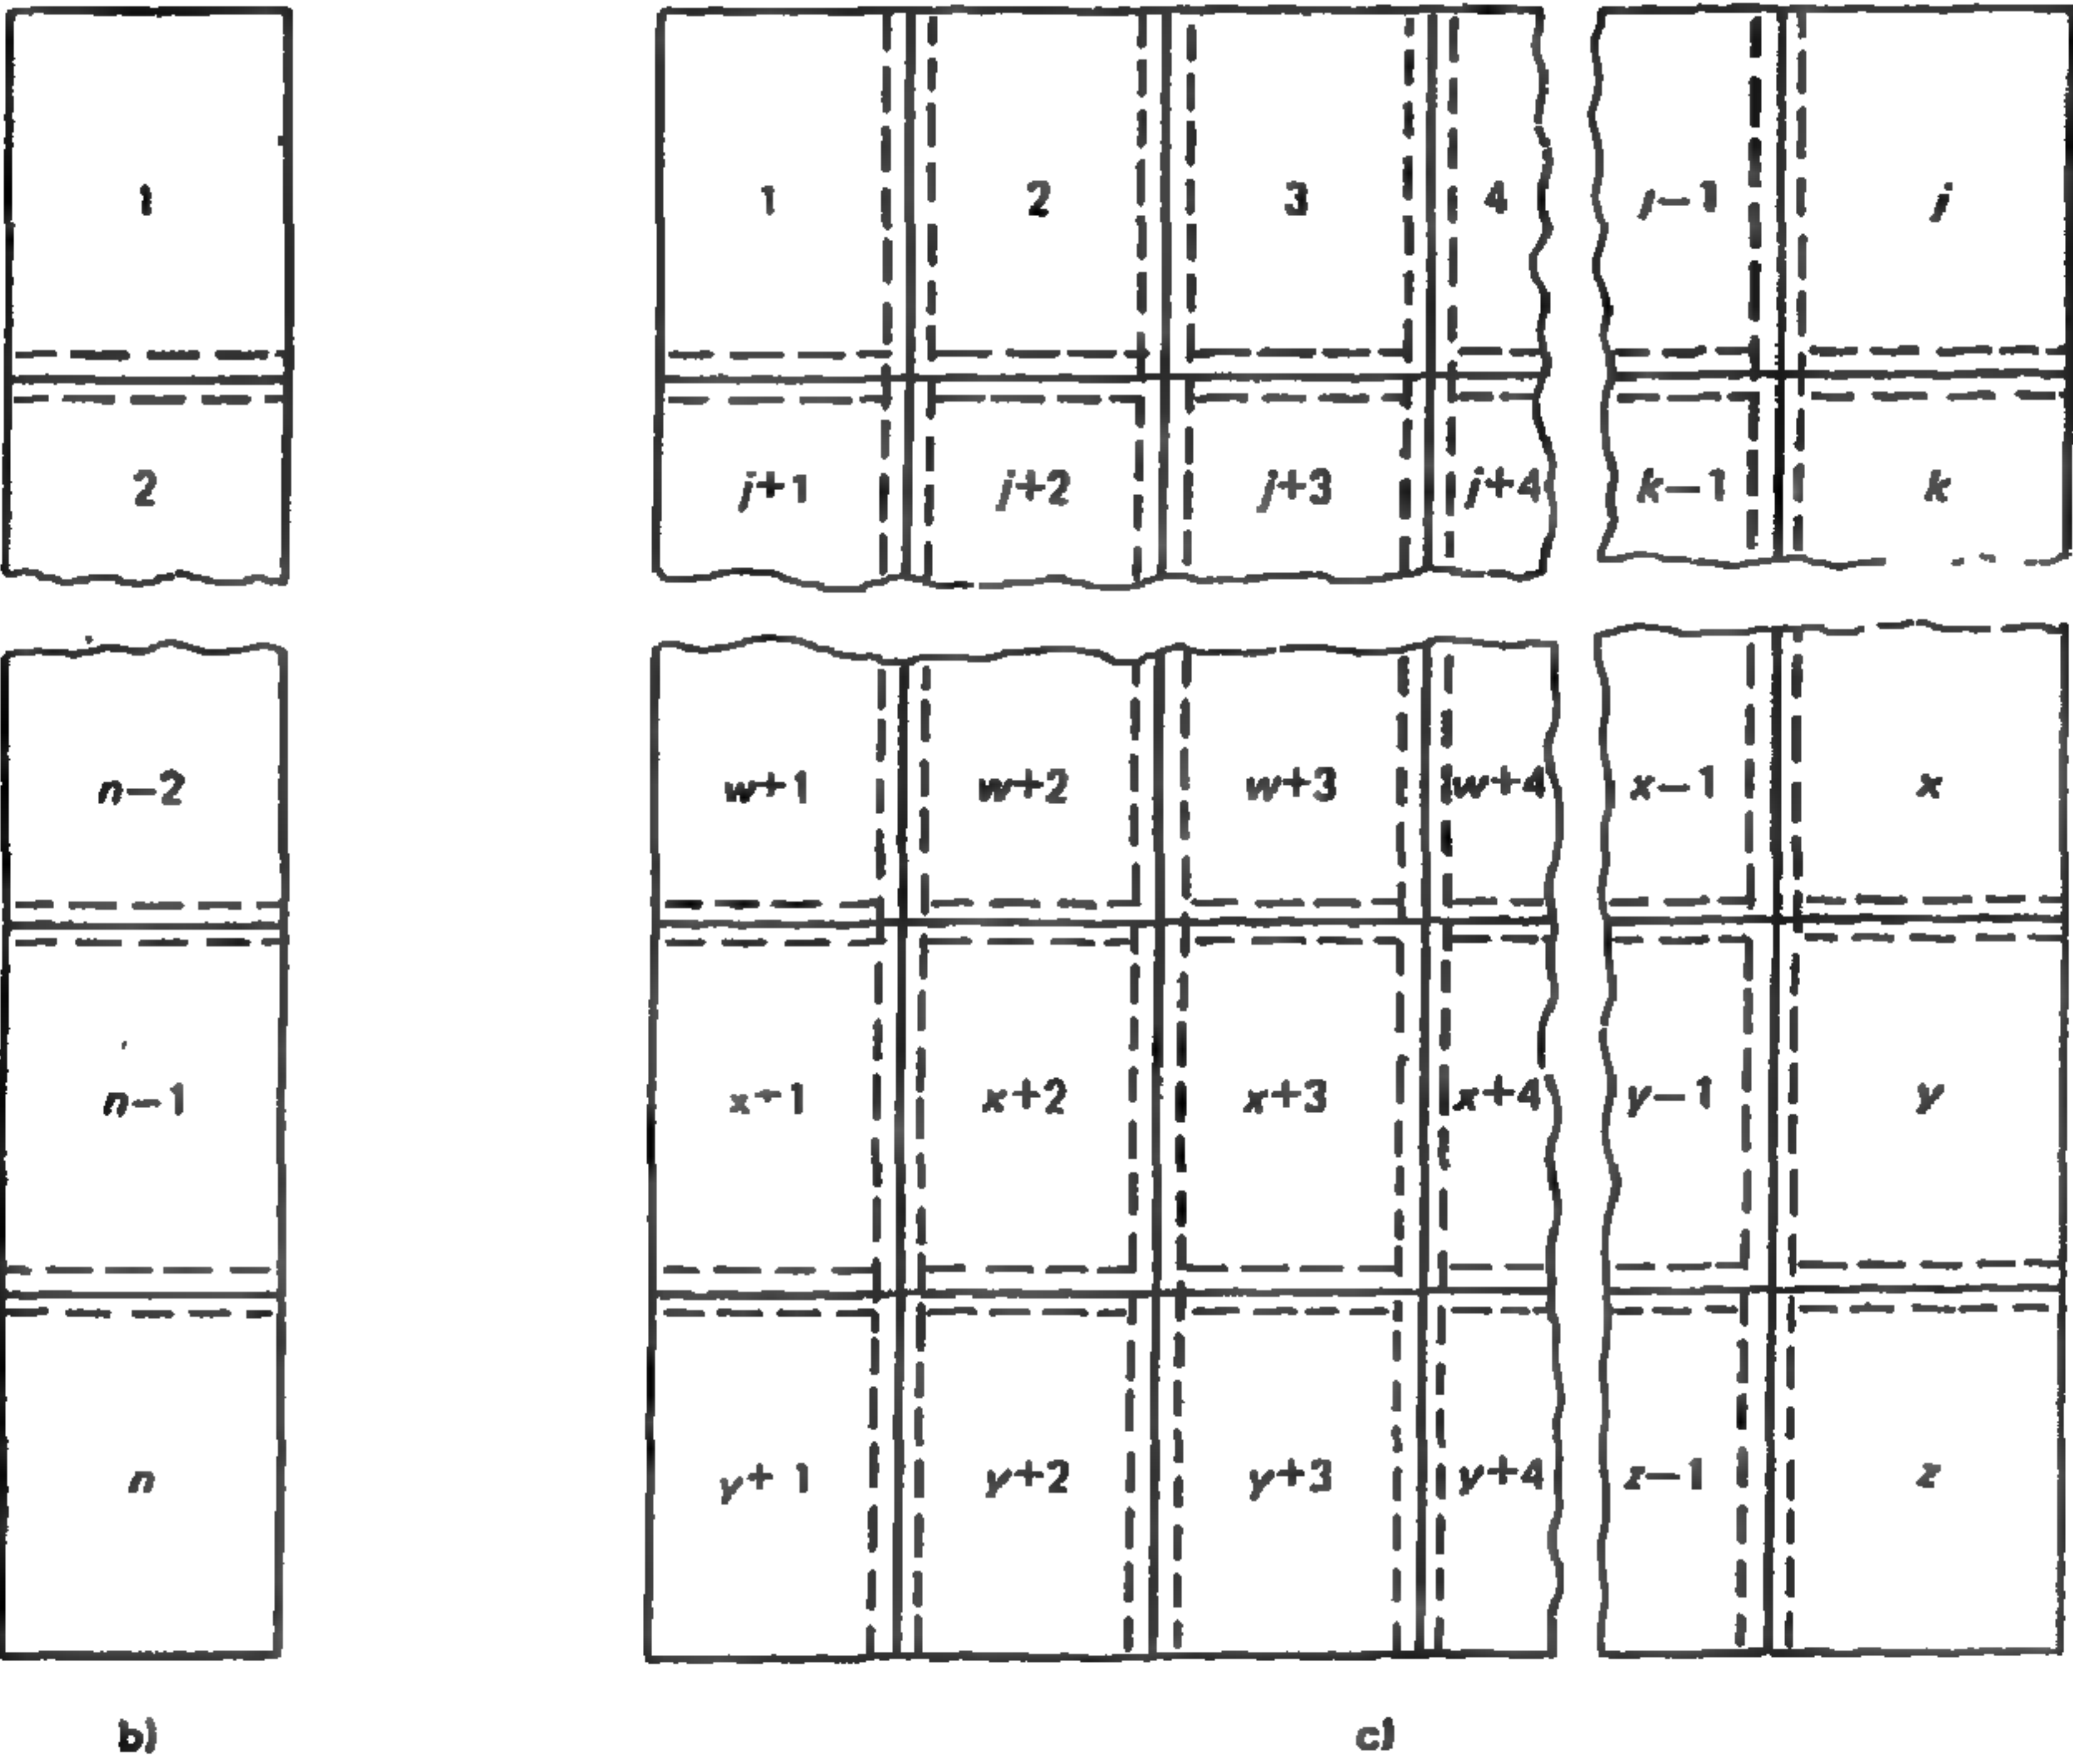 1 1 2 3 4 j−1 j
2 j+1 j+2 j+3 j+4 k−1 k
n−2 w+1 w+2 w+3 w+4 x−1 x
n−1 x+1 x+2 x+3 x+4 y−1 y
n y+1 y+2 y+3 y+4 z−1 z
b) c)